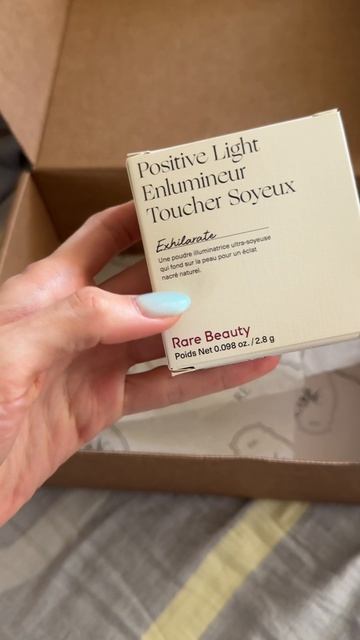 Positive Light
Enlumineur
Toucher Soyeux
Exhilarate
Une poudre illuminatrice ultra-soyeuse
qui fond sur la peau pour un éclat
nacré naturel.
Rare Beauty
Poids Net 0.098 oz. / 2.8 g